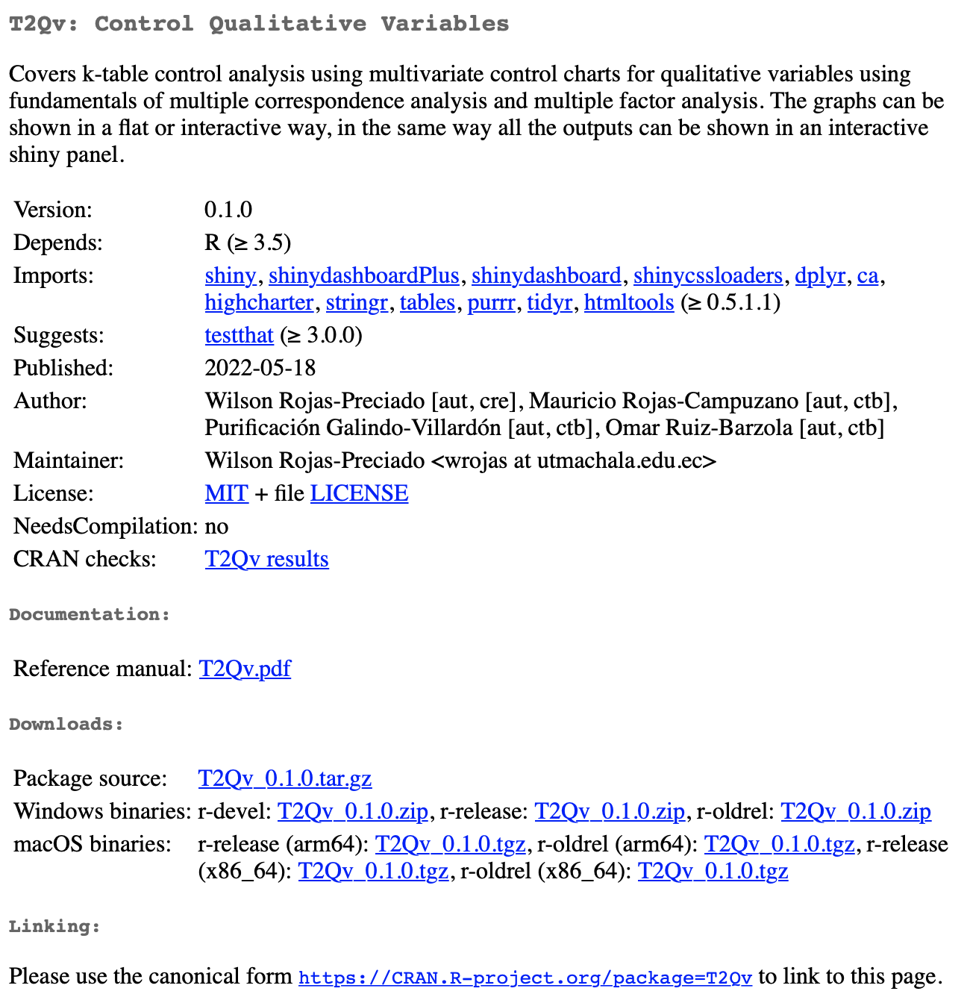 T2Qv: Control Qualitative Variables
Covers k-table control analysis using multivariate control charts for qualitative variables using
fundamentals of multiple correspondence analysis and multiple factor analysis. The graphs can be
shown in a flat or interactive way, in the same way all the outputs can be shown in an interactive
shiny panel.
Version: 0.1.0
Depends: R (≥ 3.5)
Imports: shiny, shinydashboardPlus, shinydashboard, shinycssloaders, dplyr, ca,
highcharter, stringr, tables, purrr, tidyr, htmltools (≥ 0.5.1.1)
Suggests: testthat (≥ 3.0.0)
Published: 2022-05-18
Author: Wilson Rojas-Preciado [aut, cre], Mauricio Rojas-Campuzano [aut, ctb],
Purificación Galindo-Villardón [aut, ctb], Omar Ruiz-Barzola [aut, ctb]
Maintainer: Wilson Rojas-Preciado <wrojas at utmachala.edu.ec>
License: MIT + file LICENSE
NeedsCompilation: no
CRAN checks: T2Qv results
Documentation:
Reference manual: T2Qv.pdf
Downloads:
Package source: T2Qv_0.1.0.tar.gz
Windows binaries: r-devel: T2Qv_0.1.0.zip, r-release: T2Qv_0.1.0.zip, r-oldrel: T2Qv_0.1.0.zip
macOS binaries: r-release (arm64): T2Qv_0.1.0.tgz, r-oldrel (arm64): T2Qv_0.1.0.tgz, r-release
(x86_64): T2Qv_0.1.0.tgz, r-oldrel (x86_64): T2Qv_0.1.0.tgz
Linking:
Please use the canonical form https://CRAN.R-project.org/package=T2Qv to link to this page.